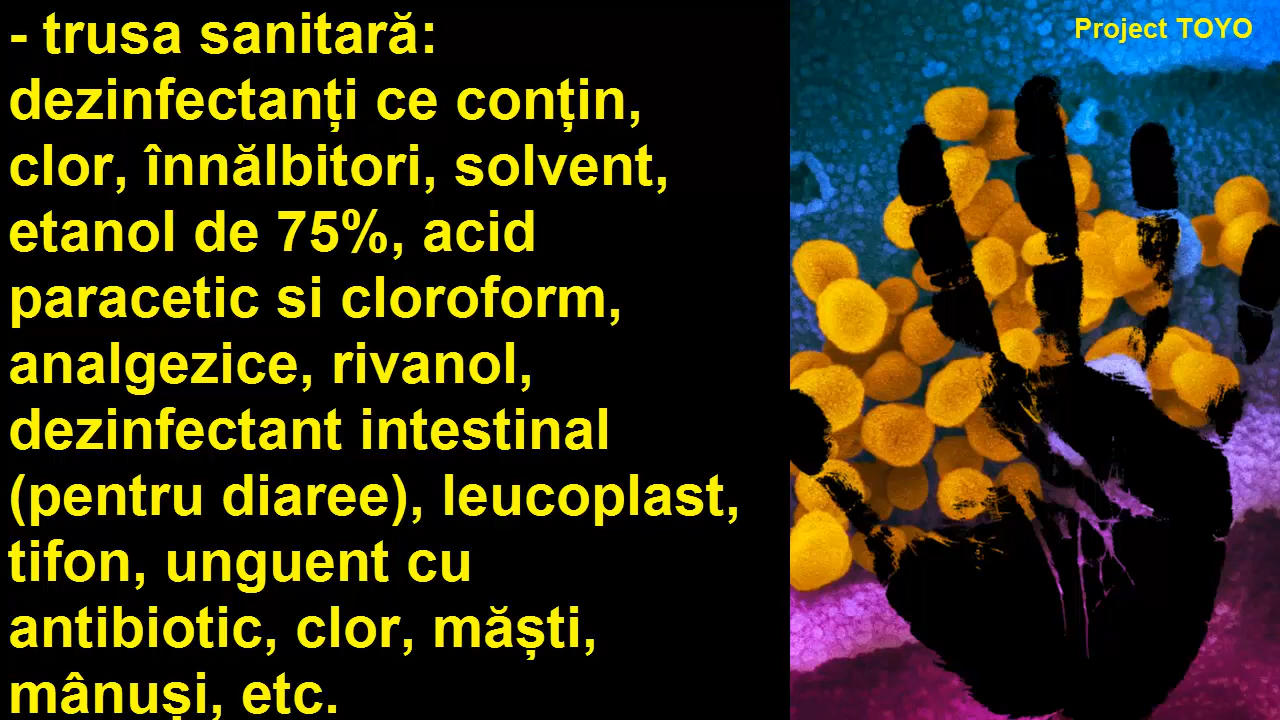 - trusa sanitară:
dezinfectanți ce conțin,
clor, înnălbitori, solvent,
etanol de 75%, acid
paracetic si cloroform,
analgezice, rivanol,
dezinfectant intestinal
(pentru diaree), leucoplast,
tifon, unguent cu
antibiotic, clor, măști,
mânuși, etc.
Project TOYO